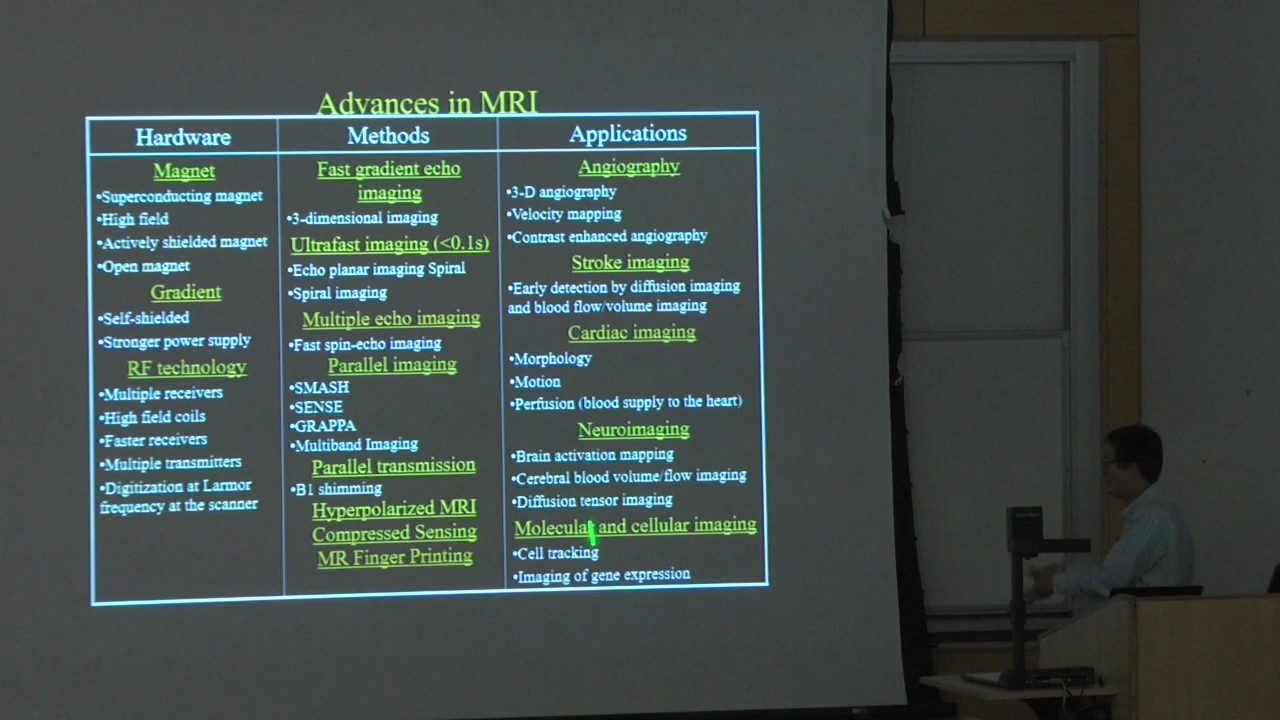 Advances in MRI
Hardware
Magnet
•Superconducting magnet
•High field
•Actively shielded magnet
•Open magnet
Gradient
•Self-shielded
•Stronger power supply
RF technology
•Multiple receivers
•High field coils
•Faster receivers
•Multiple transmitters
•Digitization at Larmor
frequency at the scanner
Methods
Fast gradient echo
imaging
•3-dimensional imaging
Ultrafast imaging (<0.1s)
•Echo planar imaging Spiral
•Spiral imaging
Multiple echo imaging
•Fast spin-echo imaging
Parallel imaging
•SMASH
•SENSE
•GRAPPA
•Multiband Imaging
Parallel transmission
•B1 shimming
Hyperpolarized MRI
Compressed Sensing
MR Finger Printing
Applications
Angiography
•3-D angiography
•Velocity mapping
•Contrast enhanced angiography
Stroke imaging
•Early detection by diffusion imaging
and blood flow/volume imaging
Cardiac imaging
•Morphology
•Motion
•Perfusion (blood supply to the heart)
Neuroimaging
•Brain activation mapping
•Cerebral blood volume/flow imaging
•Diffusion tensor imaging
Molecular and cellular imaging
•Cell tracking
•Imaging of gene expression